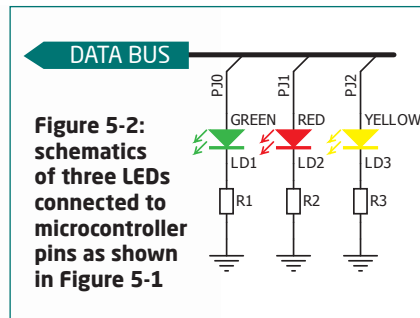 DATA BUS
PJ0
PJ1
PJ2
GREEN
RED
YELLOW
LD1
LD2
LD3
R1
R2
R3
Figure 5-2:
schematics
of three LEDs
connected to
microcontroller
pins as shown
in Figure 5-1